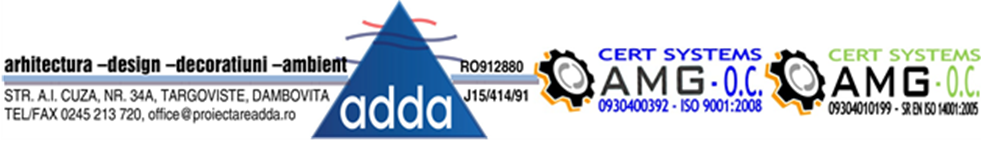 arhitectura –design –decoratiuni –ambient
STR. A.I. CUZA, NR. 34A, TARGOVISTE, DAMBOVITA
TEL/FAX 0245 213 720, office@proiectareadda.ro
adda
RO912880
J15/414/91
CERT SYSTEMS
AMG·O.C.
0930400392 - ISO 9001:2008
CERT SYSTEMS
AMG·O.C.
09304010199 - SR EN ISO 14001:2005